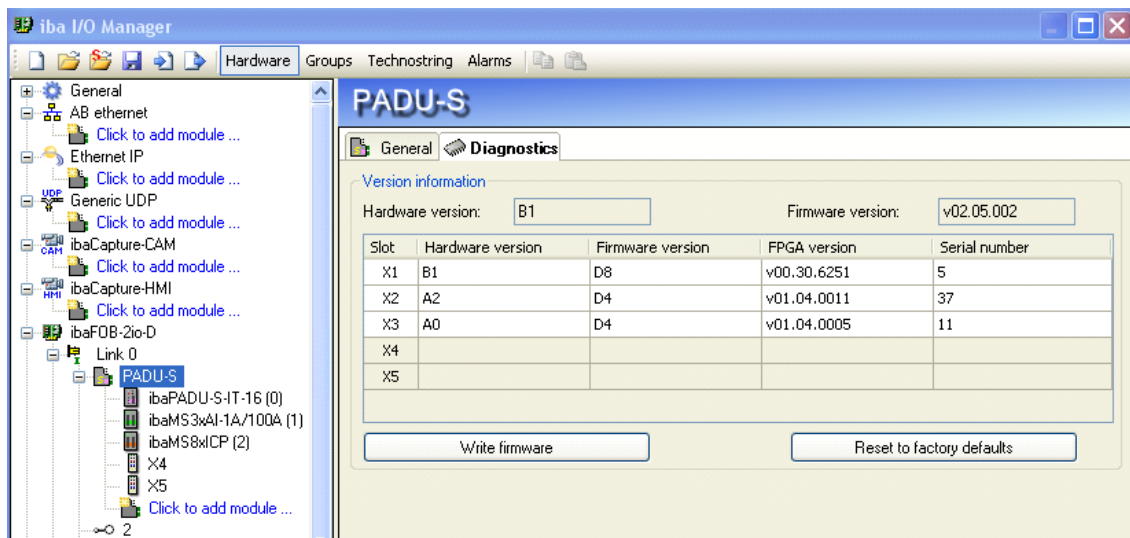 iba I/O Manager
Hardware Groups Technostring Alarms
General
AB ethernet
Click to add module ...
Ethernet IP
Click to add module ...
UDP Generic UDP
Click to add module ...
CAM ibaCapture-CAM
Click to add module ...
HMI ibaCapture-HMI
Click to add module ...
ibaFOB-2io-D
Link 0
PADU-S
ibaPADU-S-IT-16 (0)
ibaMS3xAI-1A/100A (1)
ibaMS8xICP (2)
X4
X5
Click to add module ...
2
PADU-S
General Diagnostics
Version information
Hardware version: B1 Firmware version: v02.05.002
Slot Hardware version Firmware version FPGA version Serial number
X1 B1 D8 v00.30.6251 5
X2 A2 D4 v01.04.0011 37
X3 A0 D4 v01.04.0005 11
X4
X5
Write firmware Reset to factory defaults